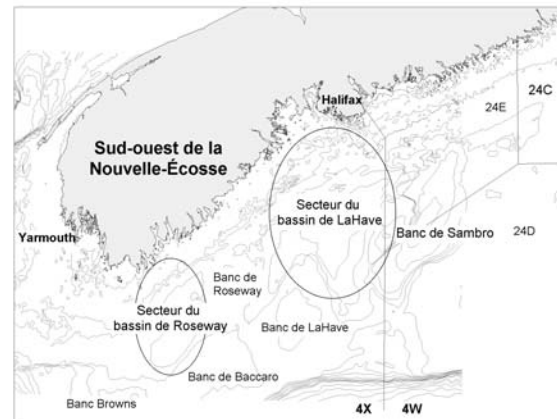 24C
Halifax
24E
Sud-ouest de la
Nouvelle-Écosse
Secteur du
bassin de LaHave
Banc de Sambro
Yarmouth
24D
Banc de
Roseway
Secteur du
bassin de Roseway
Banc de LaHave
Banc de Baccaro
Banc Browns
4X
4W